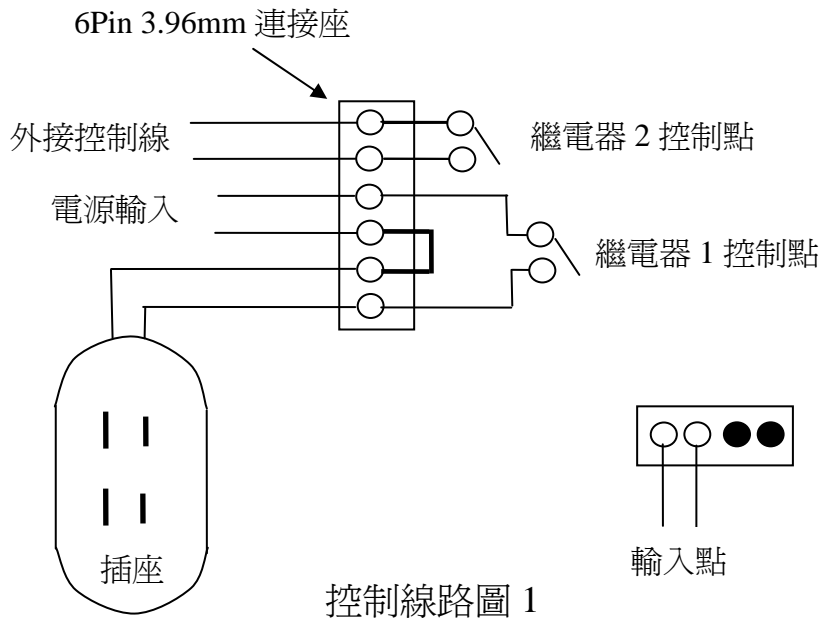 6Pin 3.96mm 連接座
外接控制線
繼電器 2 控制點
電源輸入
繼電器 1 控制點
插座
輸入點
控制線路圖 1